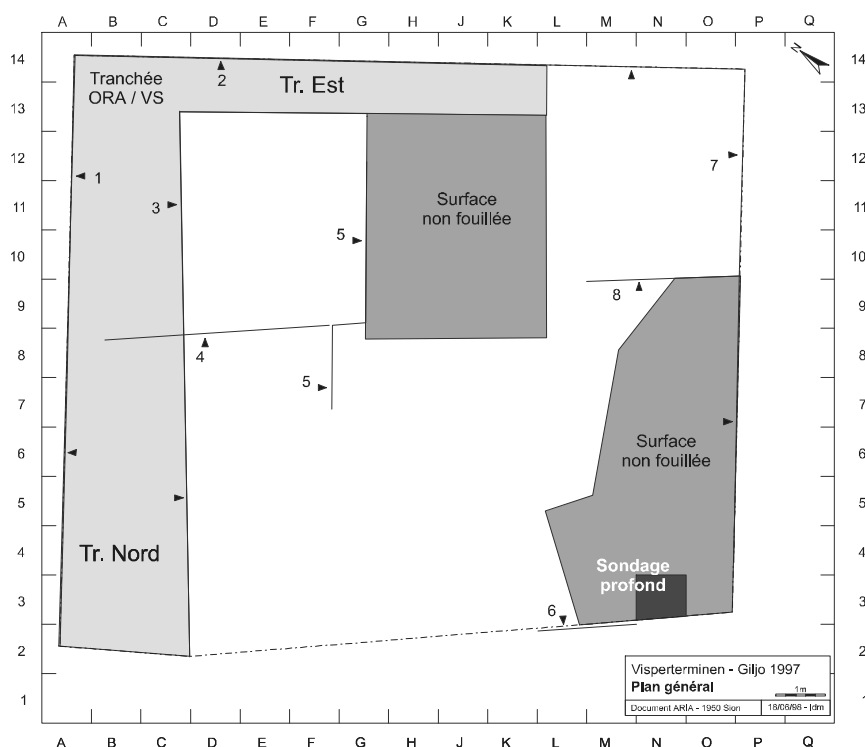 A B C D E F G H J K L M N O P Q
14 14
13 13
12 12
11 11
10 10
9 9
8 8
7 7
6 6
5 5
4 4
3 3
2 2
1 1
N
Tranchée
ORA / VS
2
Tr. Est
1
3
5
7
Surface
non fouillée
8
4
5
Surface
non fouillée
Tr. Nord
Sondage
profond
6
Visperterminen - Giljo 1997
Plan général
1m
Document ARIA - 1950 Sion
18/06/98 - ldm
A B C D E F G H J K L M N O P Q